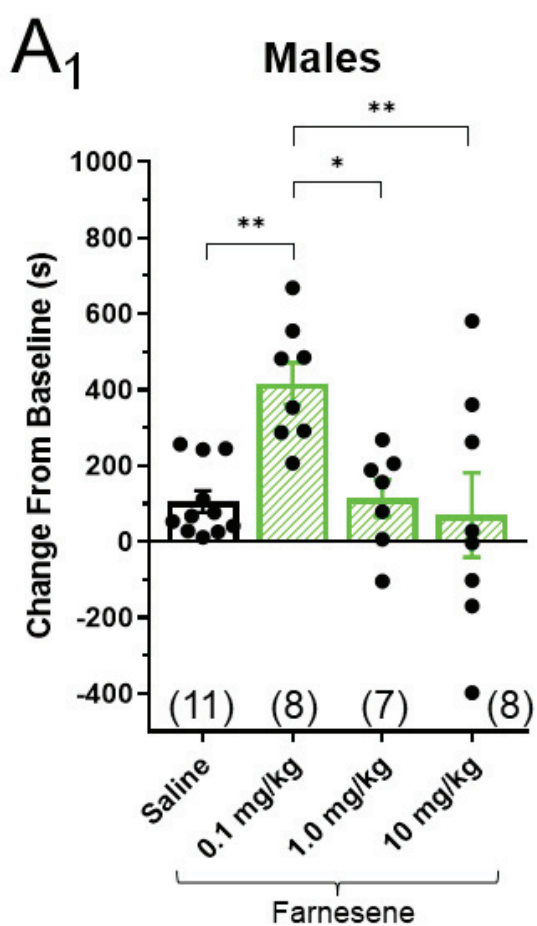 A1
Males
**
*
**
Change From Baseline (s)
1000
800
600
400
200
0
-200
-400
(11) (8) (7) (8)
Saline
0.1 mg/kg
1.0 mg/kg
10 mg/kg
Farnesene